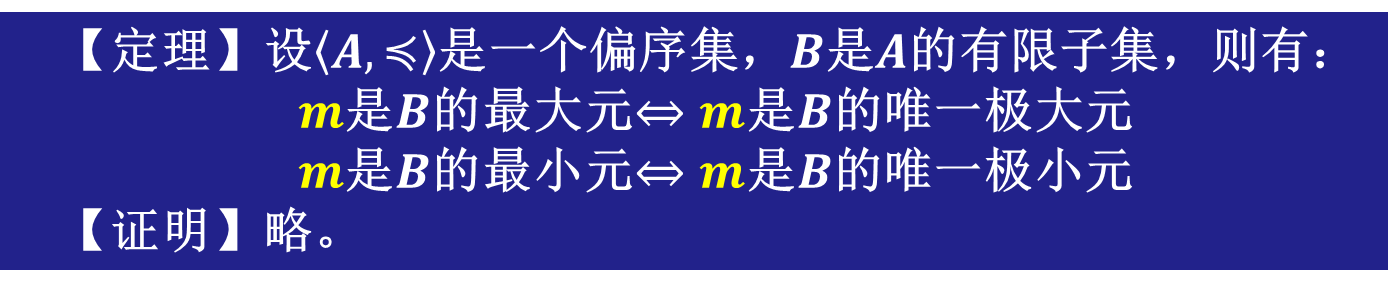 【定理】设⟨A,≼⟩是一个偏序集，B是A的有限子集，则有：
m是B的最大元⇔ m是B的唯一极大元
m是B的最小元⇔ m是B的唯一极小元
【证明】略。